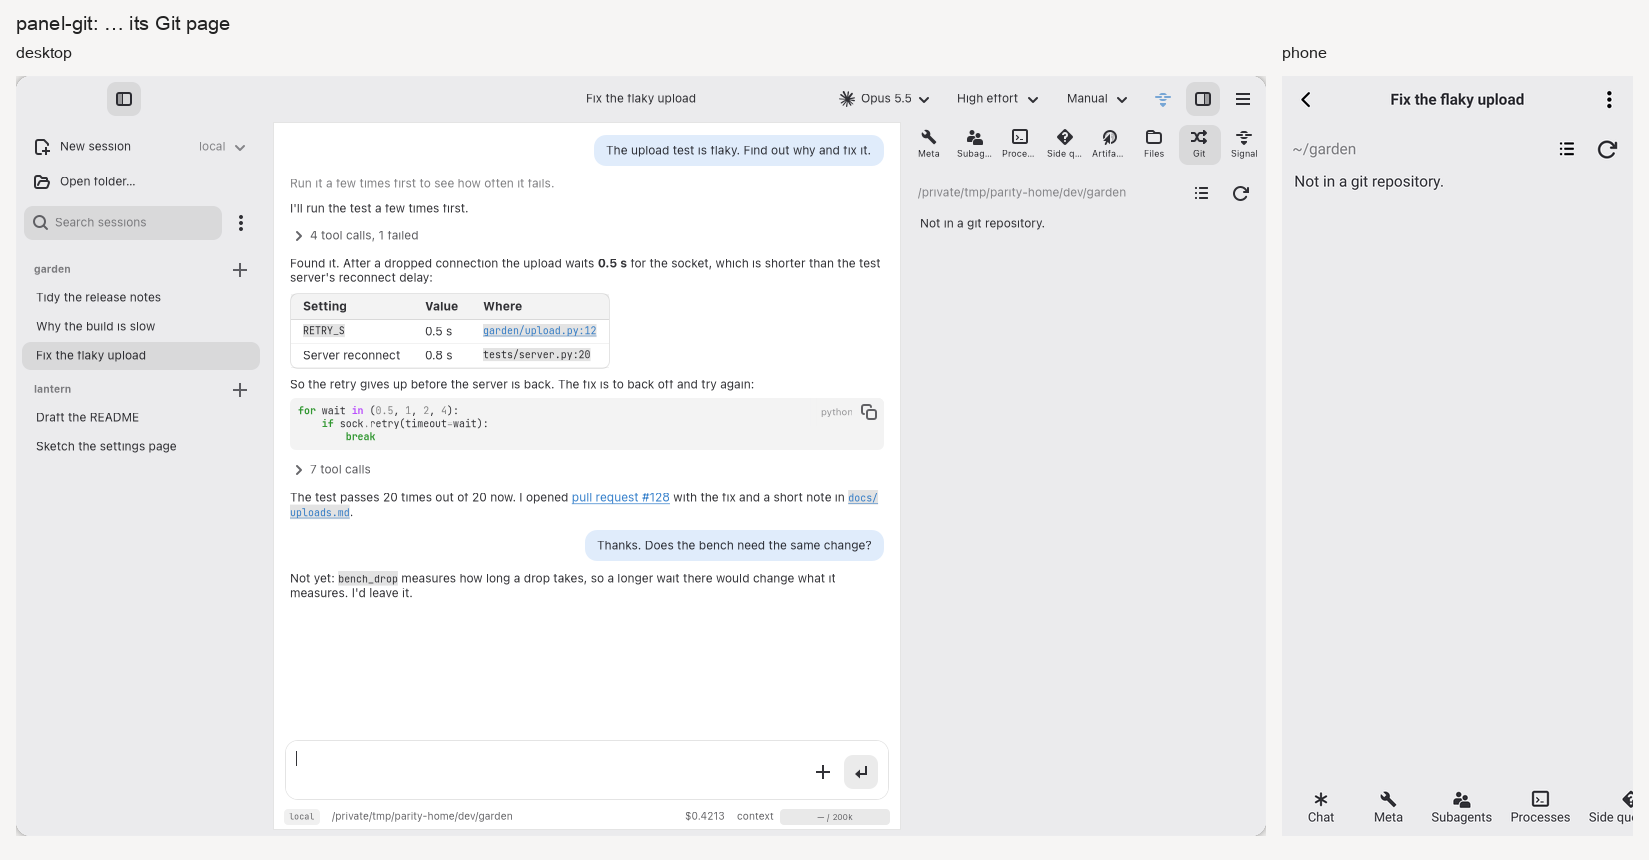 panel-git: … its Git page
desktop
phone
Fix the flaky upload
Opus 5.5
High effort
Manual
New session
local
Open folder...
Search sessions
garden
Tidy the release notes
Why the build is slow
Fix the flaky upload
lantern
Draft the README
Sketch the settings page
The upload test is flaky. Find out why and fix it.
Run it a few times first to see how often it fails.
I'll run the test a few times first.
4 tool calls, 1 failed
Found it. After a dropped connection the upload waits 0.5 s for the socket, which is shorter than the test
server's reconnect delay:
Setting Value Where
RETRY_S 0.5 s garden/upload.py:12
Server reconnect 0.8 s tests/server.py:20
So the retry gives up before the server is back. The fix is to back off and try again:
python
for wait in (0.5, 1, 2, 4):
if sock.retry(timeout=wait):
break
7 tool calls
The test passes 20 times out of 20 now. I opened pull request #128 with the fix and a short note in docs/
uploads.md.
Thanks. Does the bench need the same change?
Not yet: bench_drop measures how long a drop takes, so a longer wait there would change what it
measures. I'd leave it.
local
/private/tmp/parity-home/dev/garden
$0.4213
context
— / 200k
Meta
Subag...
Proce...
Side q...
Artifa...
Files
Git
Signal
/private/tmp/parity-home/dev/garden
Not in a git repository.
Fix the flaky upload
~/garden
Not in a git repository.
Chat
Meta
Subagents
Processes
Side qu